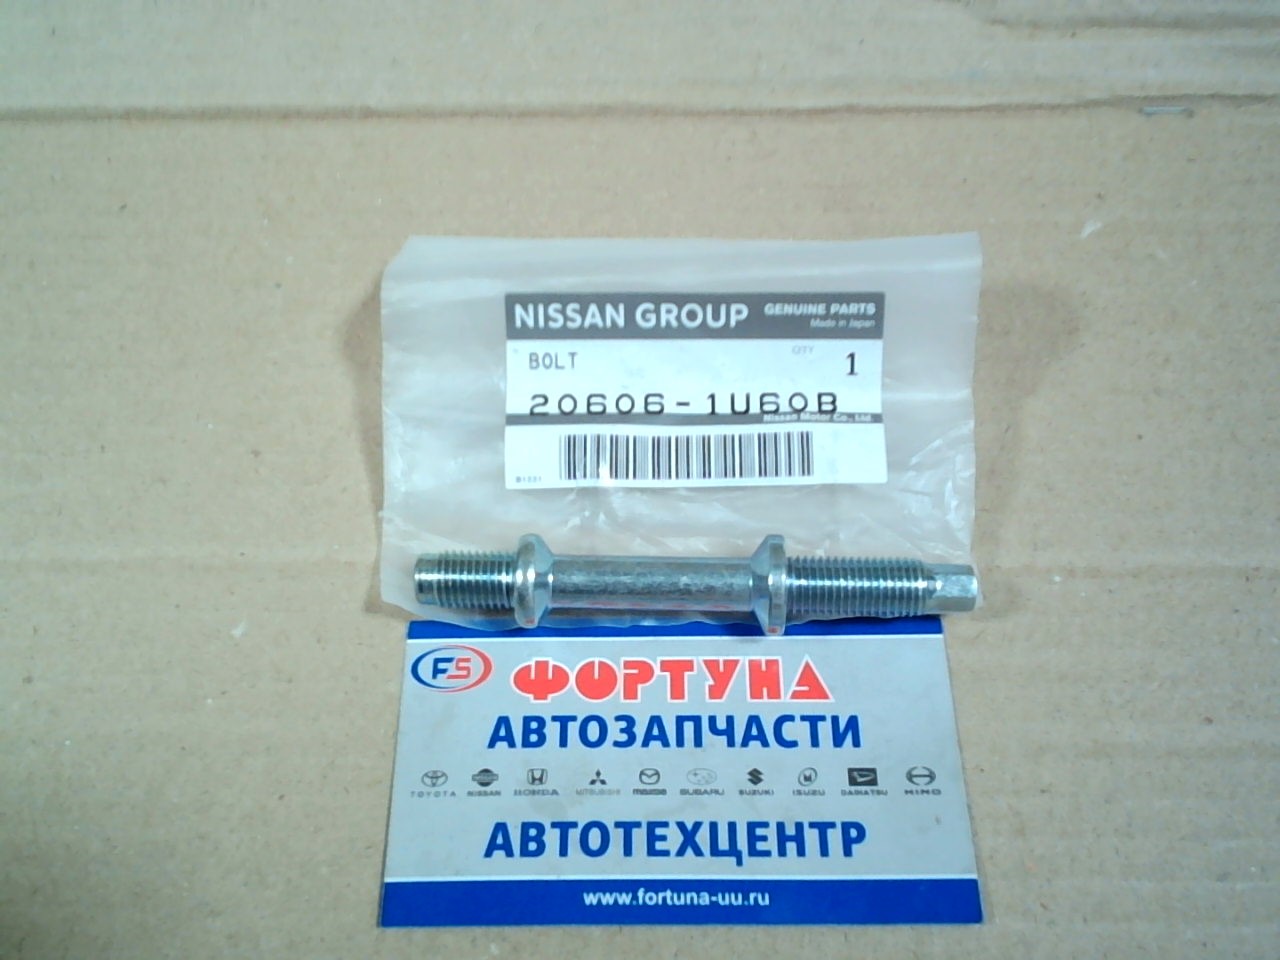 NISSAN GROUP GENUINE PARTS
Made in Japan
BOLT QTY 1
20606-1U60B
Nissan Motor Co., Ltd.
B1551
FS ФОРТУНА
АВТОЗАПЧАСТИ
TOYOTA NISSAN HONDA MITSUBISHI mazda SUBARU SUZUKI ISUZU DAIHATSU HINO
АВТОТЕХЦЕНТР
www.fortuna-uu.ru